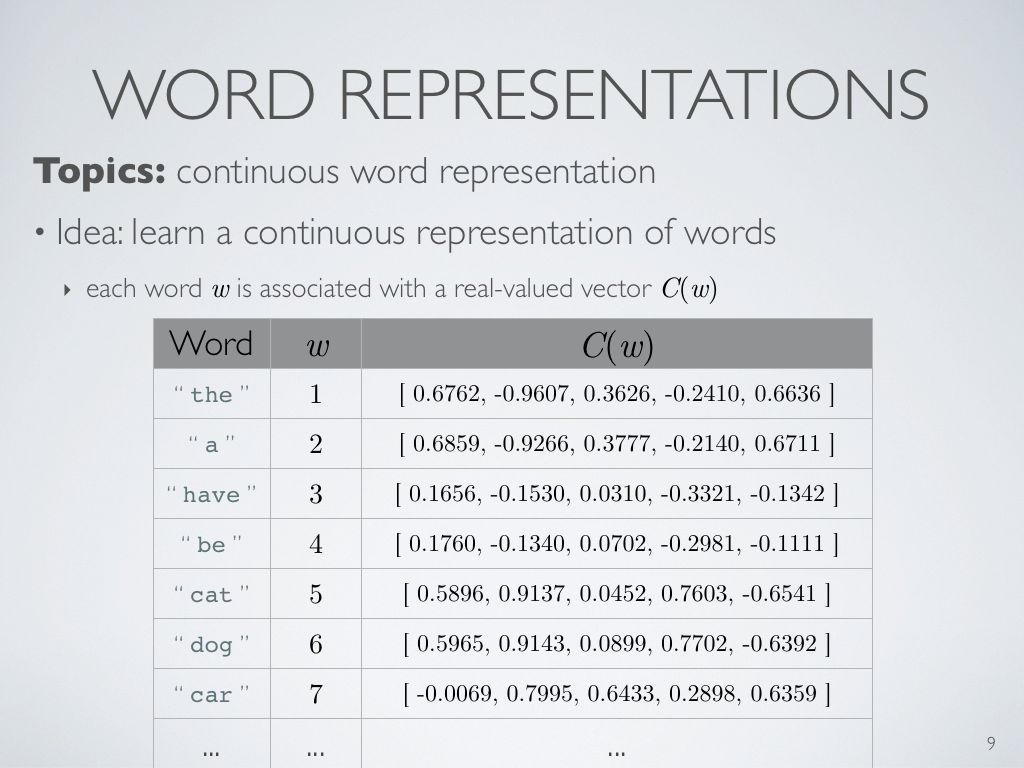 WORD REPRESENTATIONS
Topics: continuous word representation
• Idea: learn a continuous representation of words
‣ each word w is associated with a real-valued vector C(w)
Word w C(w)
“ the ” 1 [ 0.6762, -0.9607, 0.3626, -0.2410, 0.6636 ]
“ a ” 2 [ 0.6859, -0.9266, 0.3777, -0.2140, 0.6711 ]
“ have ” 3 [ 0.1656, -0.1530, 0.0310, -0.3321, -0.1342 ]
“ be ” 4 [ 0.1760, -0.1340, 0.0702, -0.2981, -0.1111 ]
“ cat ” 5 [ 0.5896, 0.9137, 0.0452, 0.7603, -0.6541 ]
“ dog ” 6 [ 0.5965, 0.9143, 0.0899, 0.7702, -0.6392 ]
“ car ” 7 [ -0.0069, 0.7995, 0.6433, 0.2898, 0.6359 ]
... ... ...
9